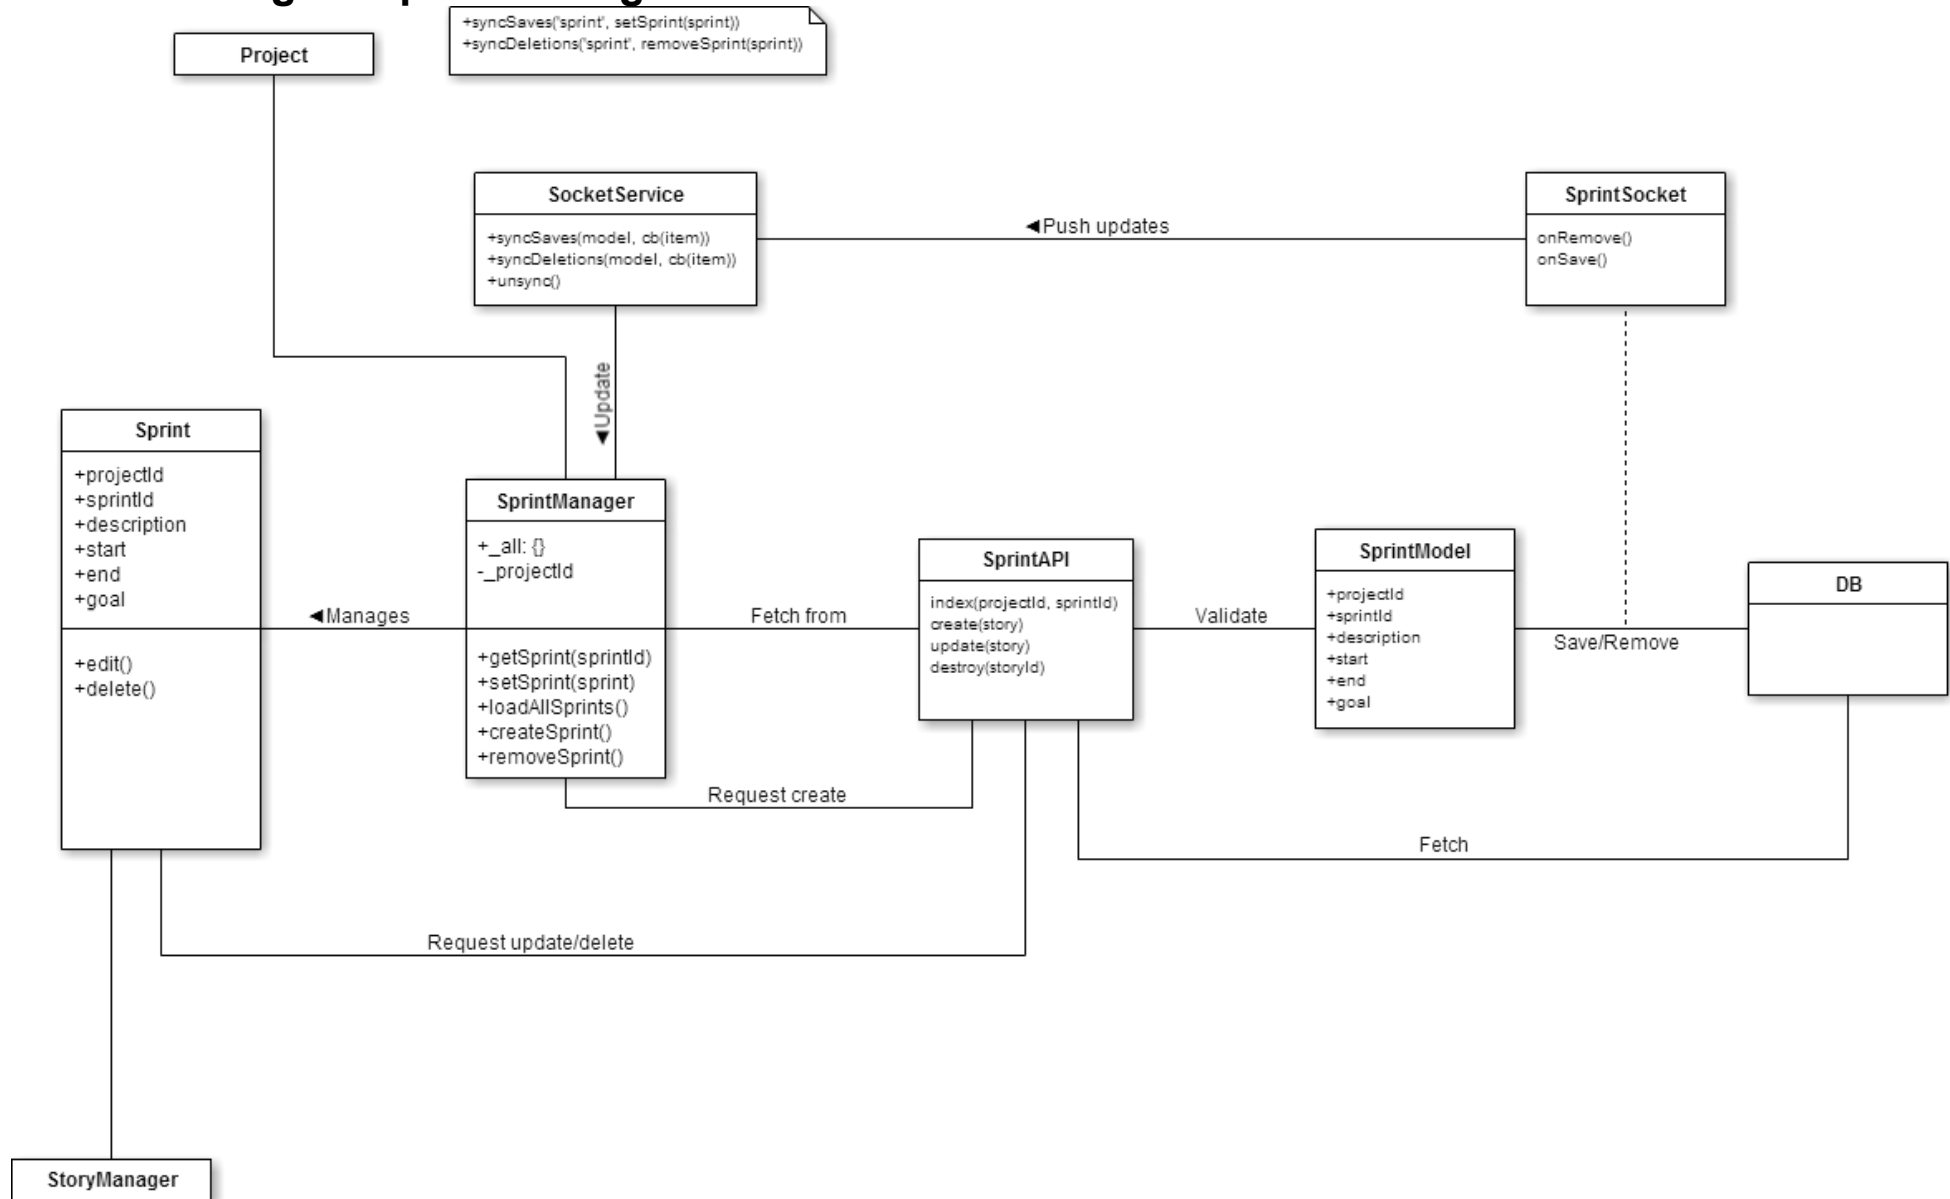 +syncSaves('sprint', setSprint(sprint))
+syncDeletions('sprint', removeSprint(sprint))
Project
SocketService
+syncSaves(model, cb(item))
+syncDeletions(model, cb(item))
+unsync()
◄Push updates
SprintSocket
onRemove()
onSave()
◄Update
Sprint
+projectId
+sprintId
+description
+start
+end
+goal
+edit()
+delete()
◄Manages
SprintManager
+_all: {}
-_projectId
+getSprint(sprintId)
+setSprint(sprint)
+loadAllSprints()
+createSprint()
+removeSprint()
Fetch from
SprintAPI
index(projectId, sprintId)
create(story)
update(story)
destroy(storyId)
Validate
SprintModel
+projectId
+sprintId
+description
+start
+end
+goal
Save/Remove
DB
Request create
Fetch
Request update/delete
StoryManager